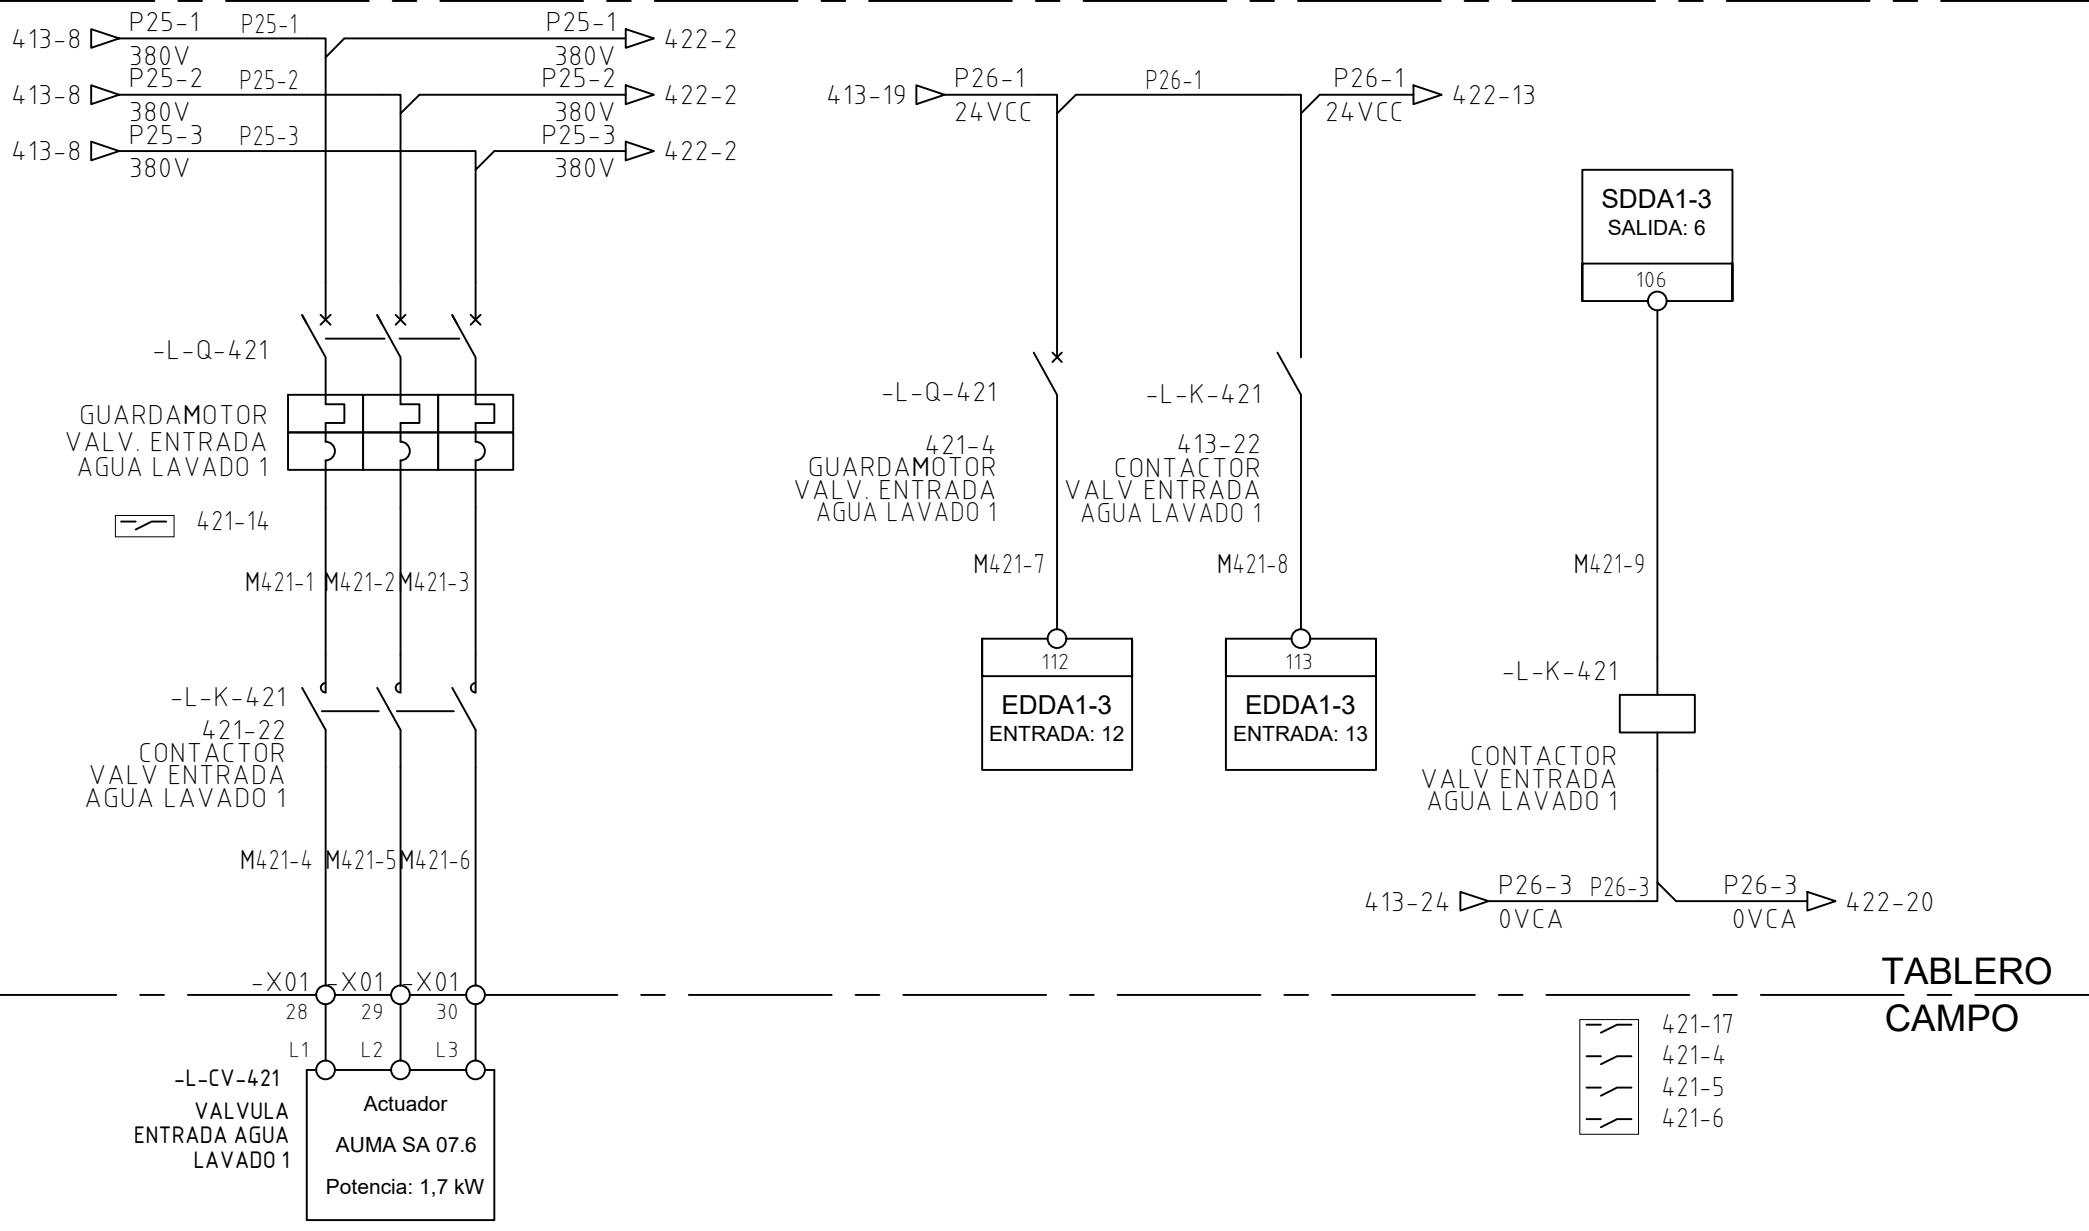 413-8 P25-1 P25-1 P25-1 422-2
380V 380V
413-8 P25-2 P25-2 P25-2 422-2
380V 380V
413-8 P25-3 P25-3 P25-3 422-2
380V 380V
-L-Q-421
GUARDAMOTOR
VALV. ENTRADA
AGUA LAVADO 1
421-14
M421-1 M421-2 M421-3
-L-K-421
421-22
CONTACTOR
VALV ENTRADA
AGUA LAVADO 1
M421-4 M421-5 M421-6
-X01 -X01 -X01
28 29 30
L1 L2 L3
-L-CV-421
VALVULA
ENTRADA AGUA
LAVADO 1
Actuador
AUMA SA 07.6
Potencia: 1,7 kW
413-19 P26-1 P26-1 P26-1 422-13
24VCC 24VCC
-L-Q-421
421-4
GUARDAMOTOR
VALV. ENTRADA
AGUA LAVADO 1
M421-7
112
EDDA1-3
ENTRADA: 12
-L-K-421
413-22
CONTACTOR
VALV ENTRADA
AGUA LAVADO 1
M421-8
113
EDDA1-3
ENTRADA: 13
SDDA1-3
SALIDA: 6
106
M421-9
-L-K-421
CONTACTOR
VALV ENTRADA
AGUA LAVADO 1
413-24 P26-3 P26-3 P26-3 422-20
0VCA 0VCA
TABLERO
CAMPO
421-17
421-4
421-5
421-6